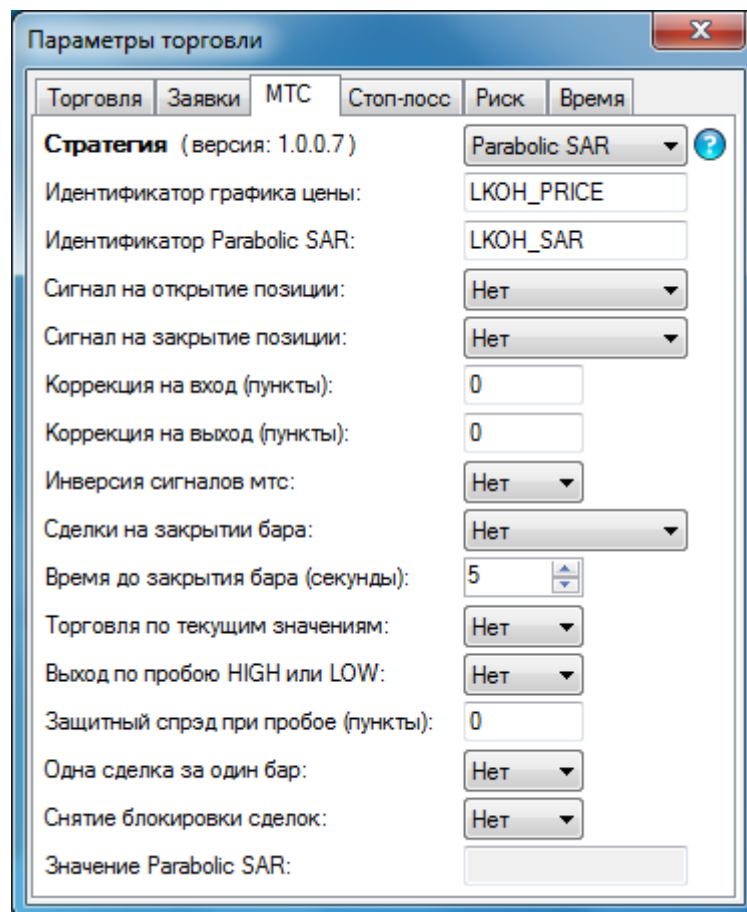 Параметры торговли
Торговля Заявки МТС Стоп-лосс Риск Время
Стратегия (версия: 1.0.0.7) Parabolic SAR ?
Идентификатор графика цены: LKOH_PRICE
Идентификатор Parabolic SAR: LKOH_SAR
Сигнал на открытие позиции: Нет
Сигнал на закрытие позиции: Нет
Коррекция на вход (пункты): 0
Коррекция на выход (пункты): 0
Инверсия сигналов мтс: Нет
Сделки на закрытии бара: Нет
Время до закрытия бара (секунды): 5
Торговля по текущим значениям: Нет
Выход по пробою HIGH или LOW: Нет
Защитный спрэд при пробое (пункты): 0
Одна сделка за один бар: Нет
Снятие блокировки сделок: Нет
Значение Parabolic SAR: